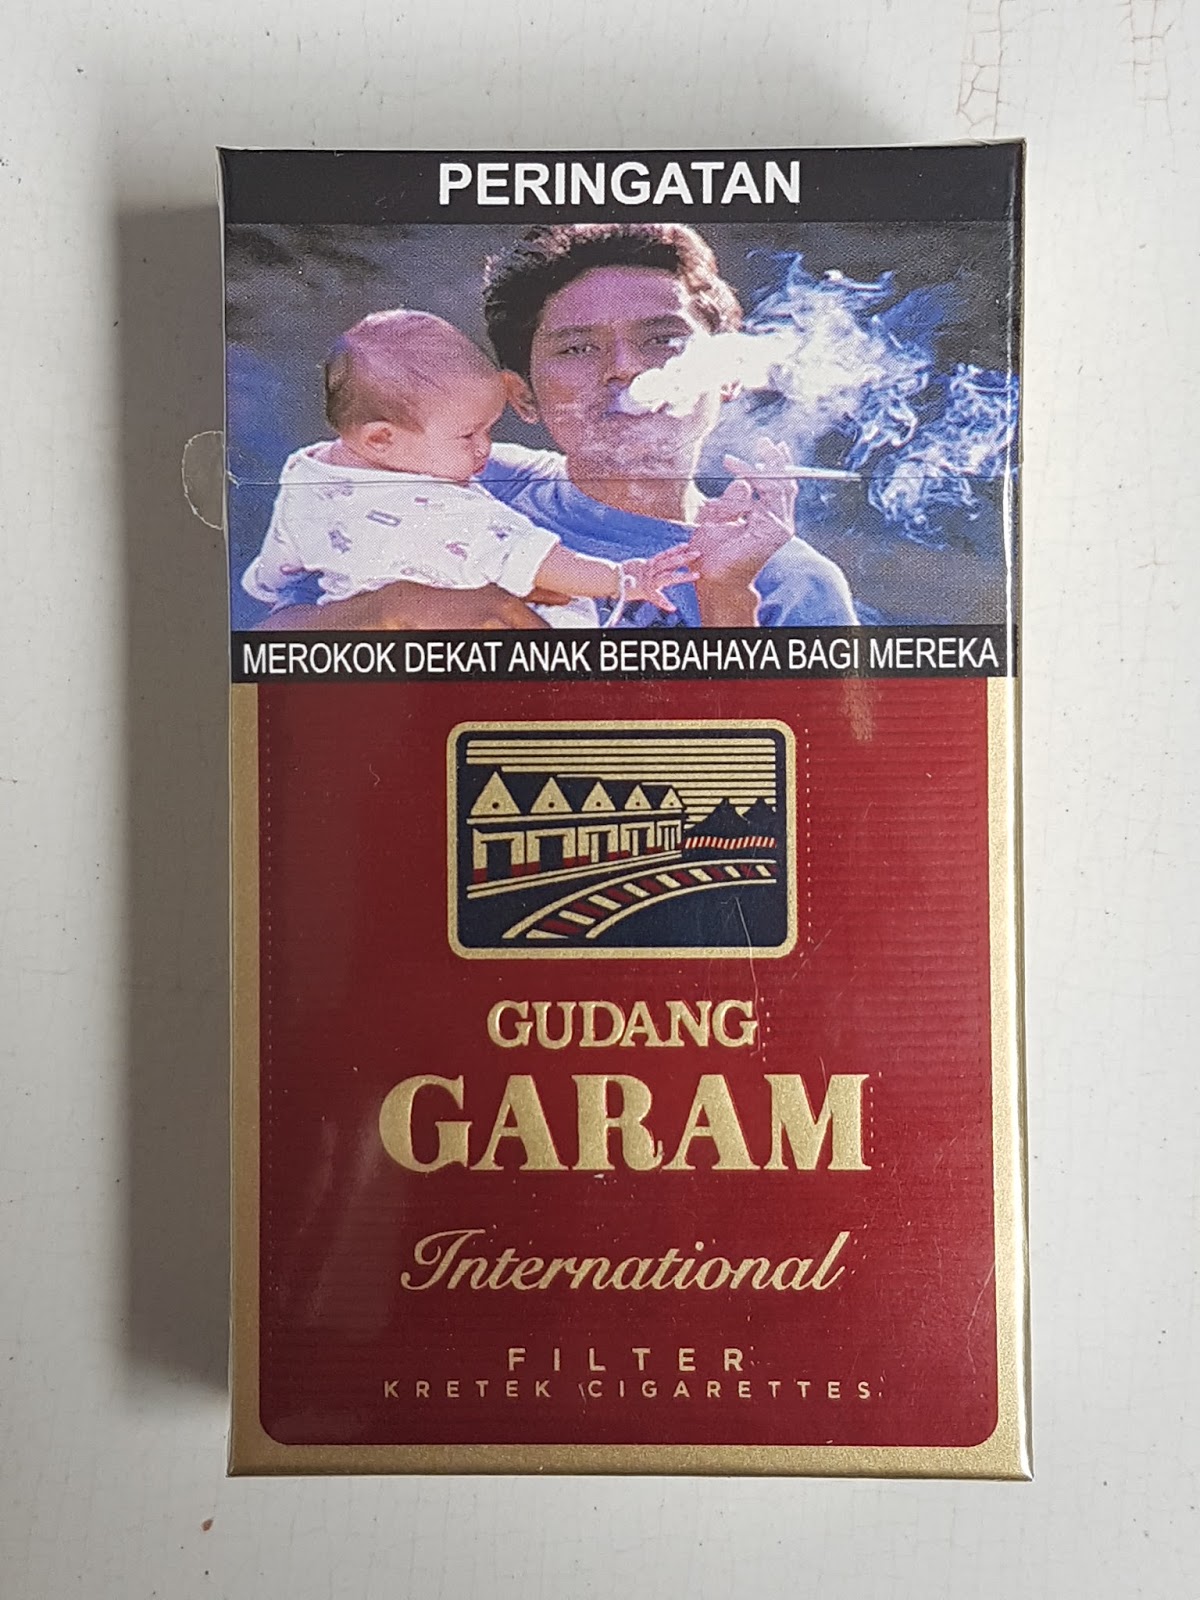 PERINGATAN
MEROKOK DEKAT ANAK BERBAHAYA BAGI MEREKA
GUDANG
GARAM
International
FILTER
KRETEK CIGARETTES